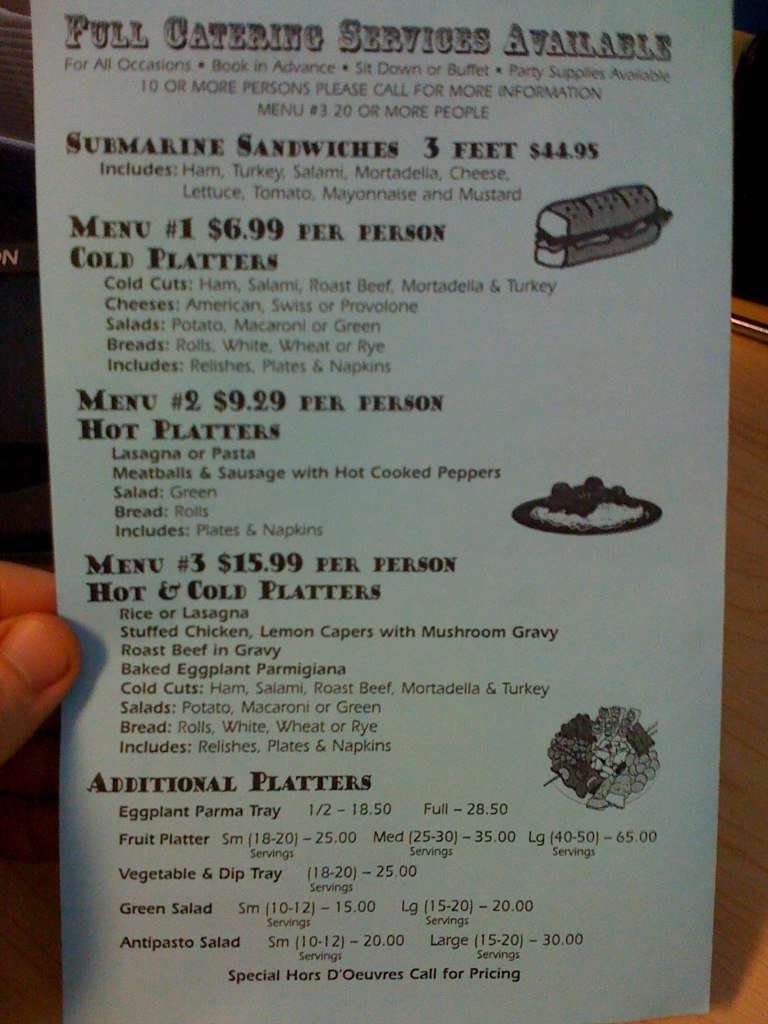 Full Catering Services Available
For All Occasions • Book in Advance • Sit Down or Buffet • Party Supplies Available
10 OR MORE PERSONS PLEASE CALL FOR MORE INFORMATION
MENU #3 20 OR MORE PEOPLE
Submarine Sandwiches 3 feet $44.95
Includes: Ham, Turkey, Salami, Mortadella, Cheese,
Lettuce, Tomato, Mayonnaise and Mustard
Menu #1 $6.99 per person
Cold Platters
Cold Cuts: Ham, Salami, Roast Beef, Mortadella & Turkey
Cheeses: American, Swiss or Provolone
Salads: Potato, Macaroni or Green
Breads: Rolls, White, Wheat or Rye
Includes: Relishes, Plates & Napkins
Menu #2 $9.29 per person
Hot Platters
Lasagna or Pasta
Meatballs & Sausage with Hot Cooked Peppers
Salad: Green
Bread: Rolls
Includes: Plates & Napkins
Menu #3 $15.99 per person
Hot & Cold Platters
Rice or Lasagna
Stuffed Chicken, Lemon Capers with Mushroom Gravy
Roast Beef in Gravy
Baked Eggplant Parmigiana
Cold Cuts: Ham, Salami, Roast Beef, Mortadella & Turkey
Salads: Potato, Macaroni or Green
Bread: Rolls, White, Wheat or Rye
Includes: Relishes, Plates & Napkins
Additional Platters
Eggplant Parma Tray 1/2 – 18.50 Full – 28.50
Fruit Platter Sm (18-20) – 25.00 Med (25-30) – 35.00 Lg (40-50) – 65.00
Servings Servings Servings
Vegetable & Dip Tray (18-20) – 25.00
Servings
Green Salad Sm (10-12) – 15.00 Lg (15-20) – 20.00
Servings Servings
Antipasto Salad Sm (10-12) – 20.00 Large (15-20) – 30.00
Servings Servings
Special Hors D'Oeuvres Call for Pricing